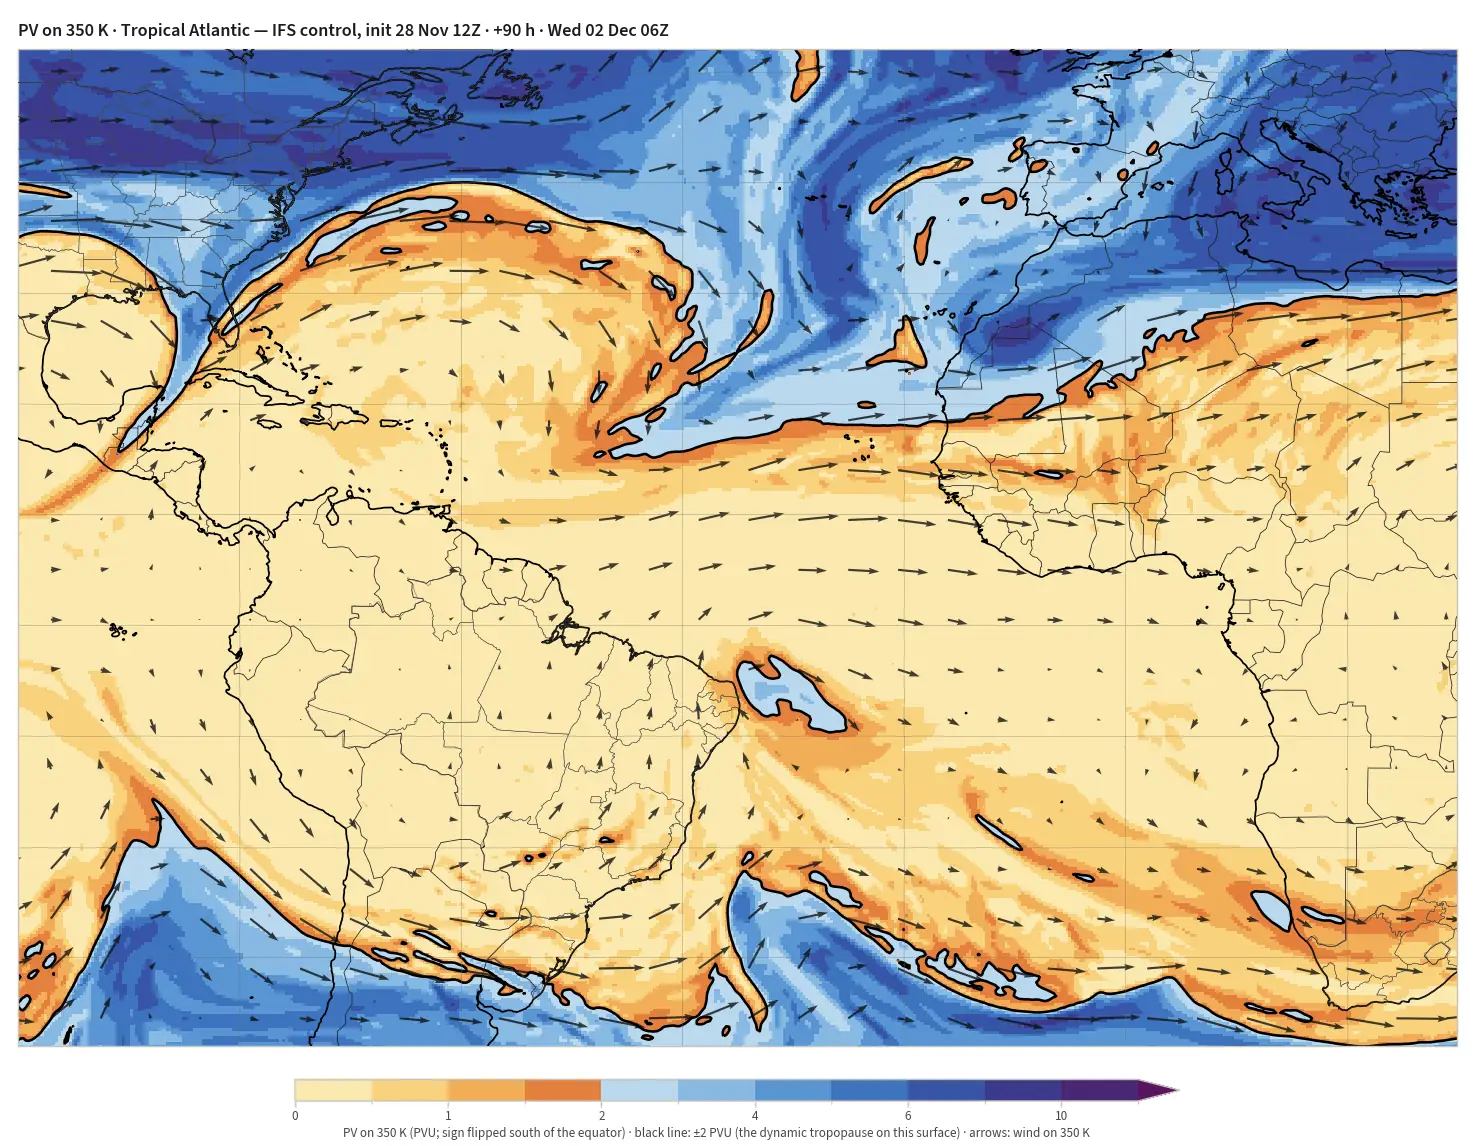 PV on 350 K · Tropical Atlantic — IFS control, init 28 Nov 12Z · +90 h · Wed 02 Dec 06Z
0 1 2 4 6 10
PV on 350 K (PVU; sign flipped south of the equator) · black line: ±2 PVU (the dynamic tropopause on this surface) · arrows: wind on 350 K